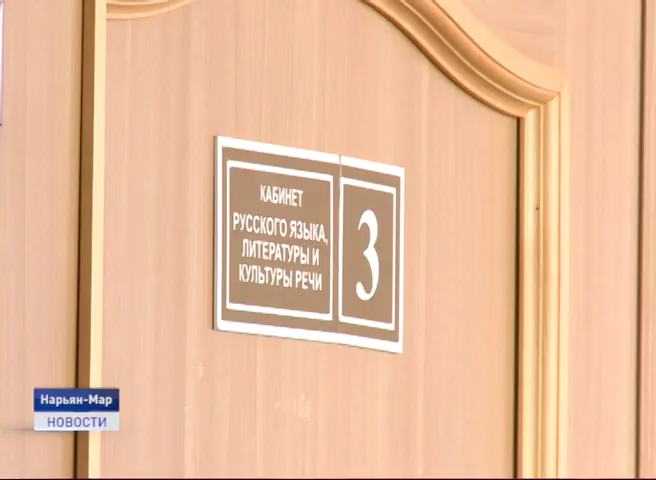 КАБИНЕТ
РУССКОГО ЯЗЫКА,
ЛИТЕРАТУРЫ И
КУЛЬТУРЫ РЕЧИ
3
Нарьян-Мар
НОВОСТИ